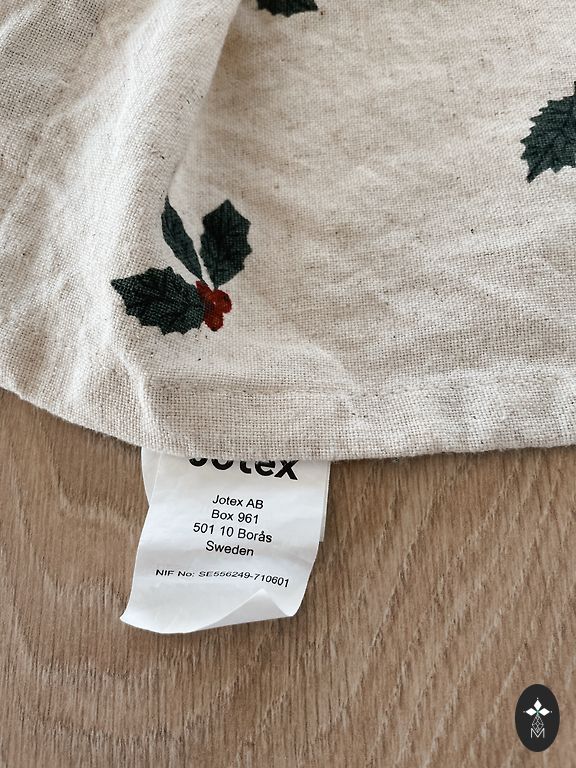 Jotex
Jotex AB
Box 961
501 10 Borås
Sweden
NIF No: SE556249-710601
M